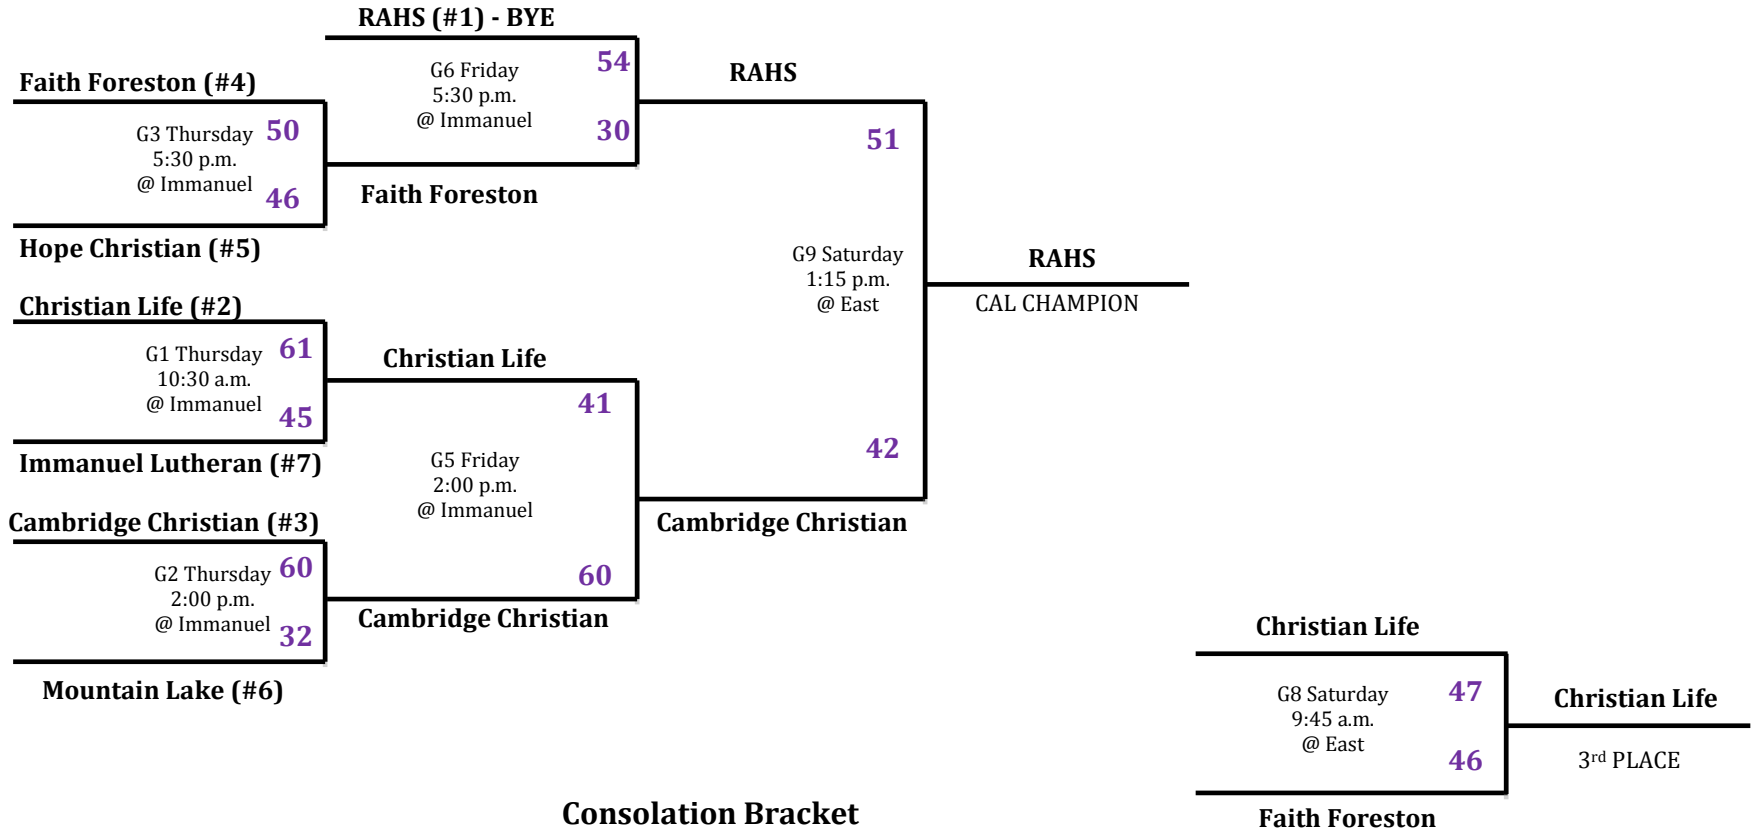 RAHS (#1) - BYE
G6 Friday
5:30 p.m.
@ Immanuel
54
30
Faith Foreston
Faith Foreston (#4)
G3 Thursday
5:30 p.m.
@ Immanuel
50
46
Hope Christian (#5)
RAHS
51
G9 Saturday
1:15 p.m.
@ East
42
Cambridge Christian
RAHS
CAL CHAMPION
Christian Life (#2)
G1 Thursday
10:30 a.m.
@ Immanuel
61
45
Immanuel Lutheran (#7)
Christian Life
41
G5 Friday
2:00 p.m.
@ Immanuel
60
Cambridge Christian
Cambridge Christian (#3)
G2 Thursday
2:00 p.m.
@ Immanuel
60
32
Mountain Lake (#6)
Christian Life
G8 Saturday
9:45 a.m.
@ East
47
46
Faith Foreston
Christian Life
3rd PLACE
Consolation Bracket